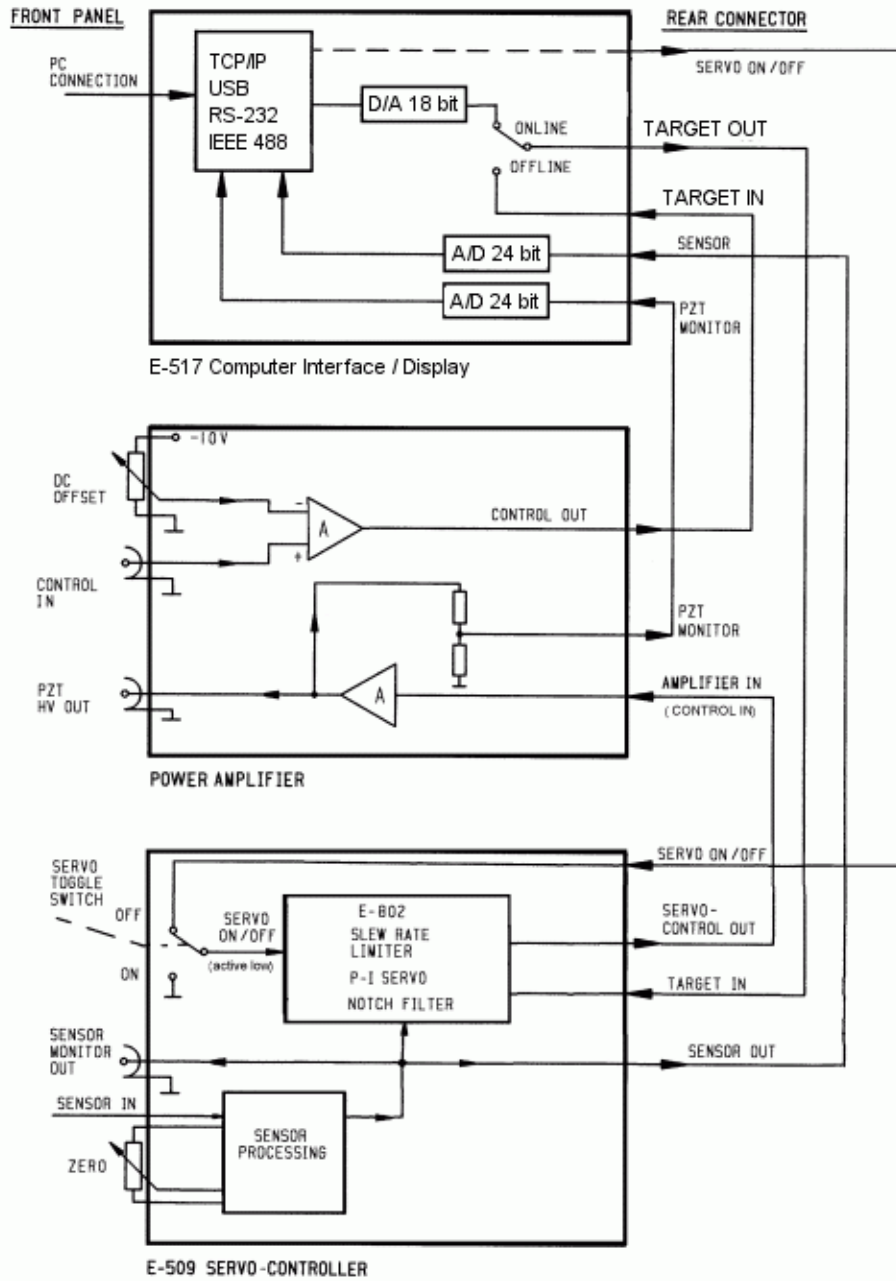 FRONT PANEL
REAR CONNECTOR
PC
CONNECTION
TCP/IP
USB
RS-232
IEEE 488
D/A 18 bit
ONLINE
OFFLINE
SERVO ON/OFF
TARGET OUT
TARGET IN
A/D 24 bit
SENSOR
A/D 24 bit
PZT
MONITOR
E-517 Computer Interface / Display
-10V
DC
OFFSET
-
A
+
CONTROL OUT
CONTROL
IN
PZT
MONITOR
PZT
HV OUT
A
AMPLIFIER IN
(CONTROL IN)
POWER AMPLIFIER
SERVO
TOGGLE
SWITCH
OFF
ON
SERVO
ON/OFF
(active low)
E-802
SLEW RATE
LIMITER
P-I SERVO
NOTCH FILTER
SERVO ON/OFF
SERVO-
CONTROL OUT
TARGET IN
SENSOR
MONITOR
OUT
SENSOR OUT
SENSOR IN
SENSOR
PROCESSING
ZERO
E-509 SERVO-CONTROLLER